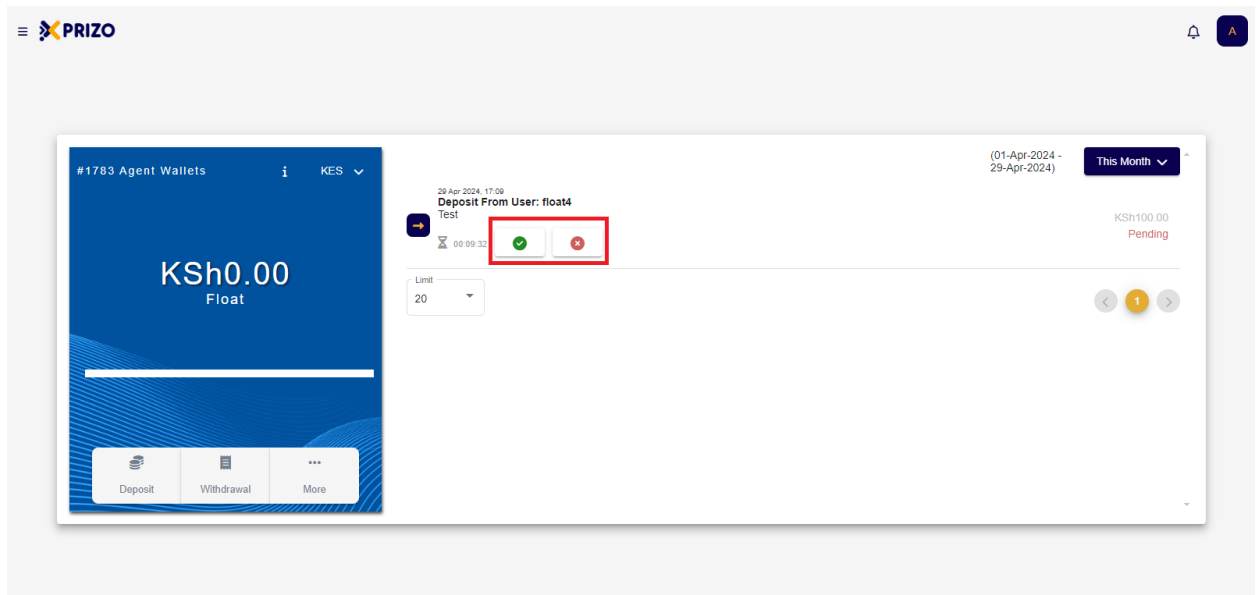 XPRIZO
A
#1783 Agent Wallets
i
KES
KSh0.00
Float
Deposit
Withdrawal
More
(01-Apr-2024 -
29-Apr-2024)
This Month
29 Apr 2024, 17:09
Deposit From User: float4
Test
00:09:32
KSh100.00
Pending
Limit
20
1